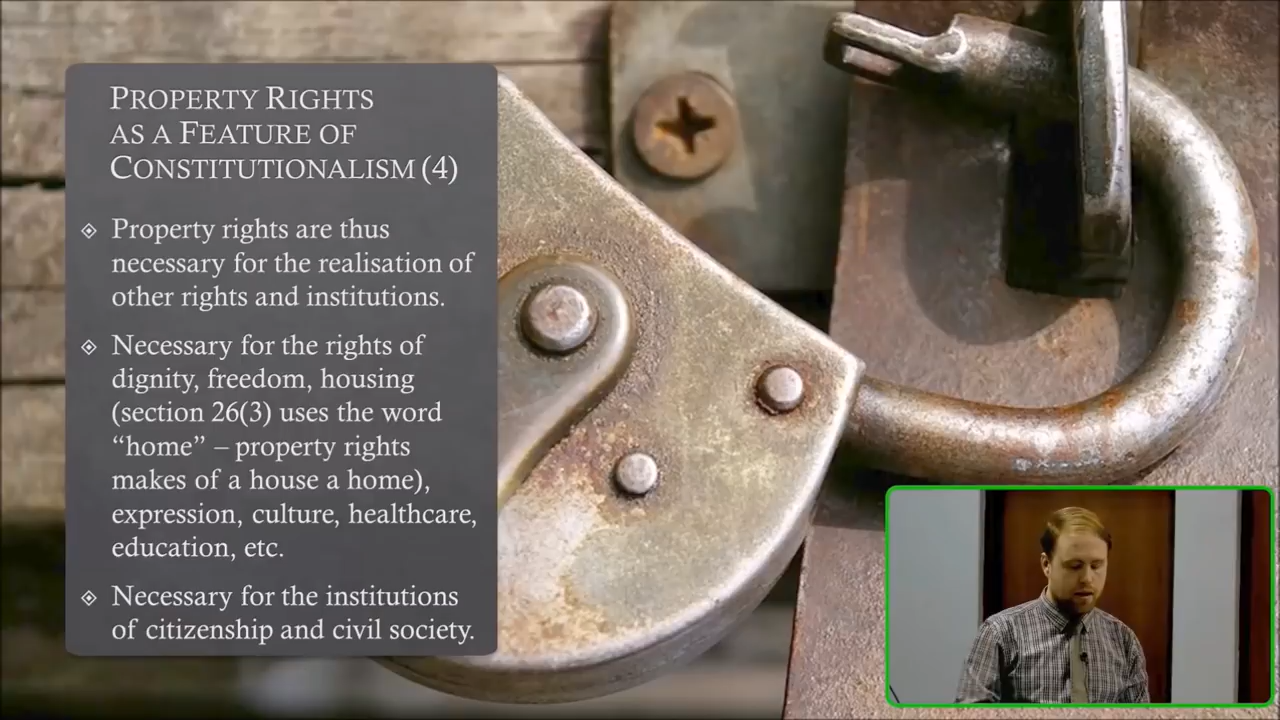 PROPERTY RIGHTS
AS A FEATURE OF
CONSTITUTIONALISM (4)
Property rights are thus
necessary for the realisation of
other rights and institutions.
Necessary for the rights of
dignity, freedom, housing
(section 26(3) uses the word
“home” – property rights
makes of a house a home),
expression, culture, healthcare,
education, etc.
Necessary for the institutions
of citizenship and civil society.